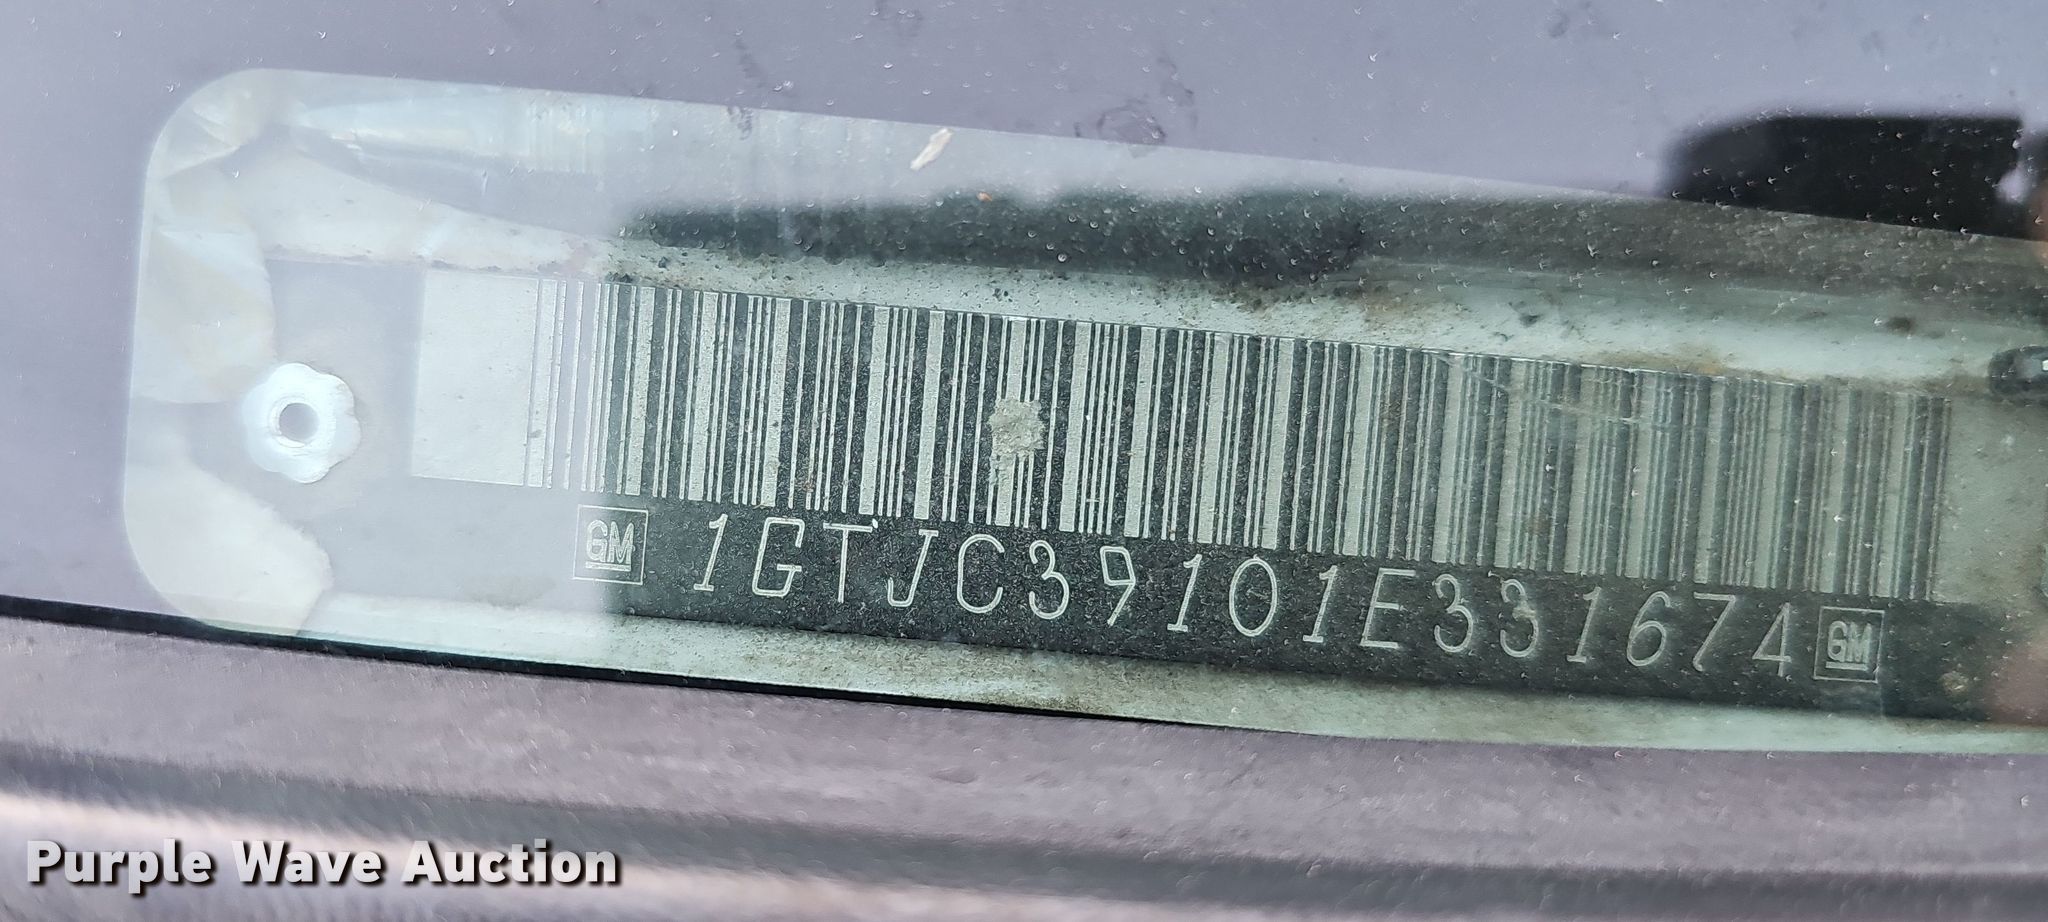 GM 1GTJC39101E331674 GM
Purple Wave Auction